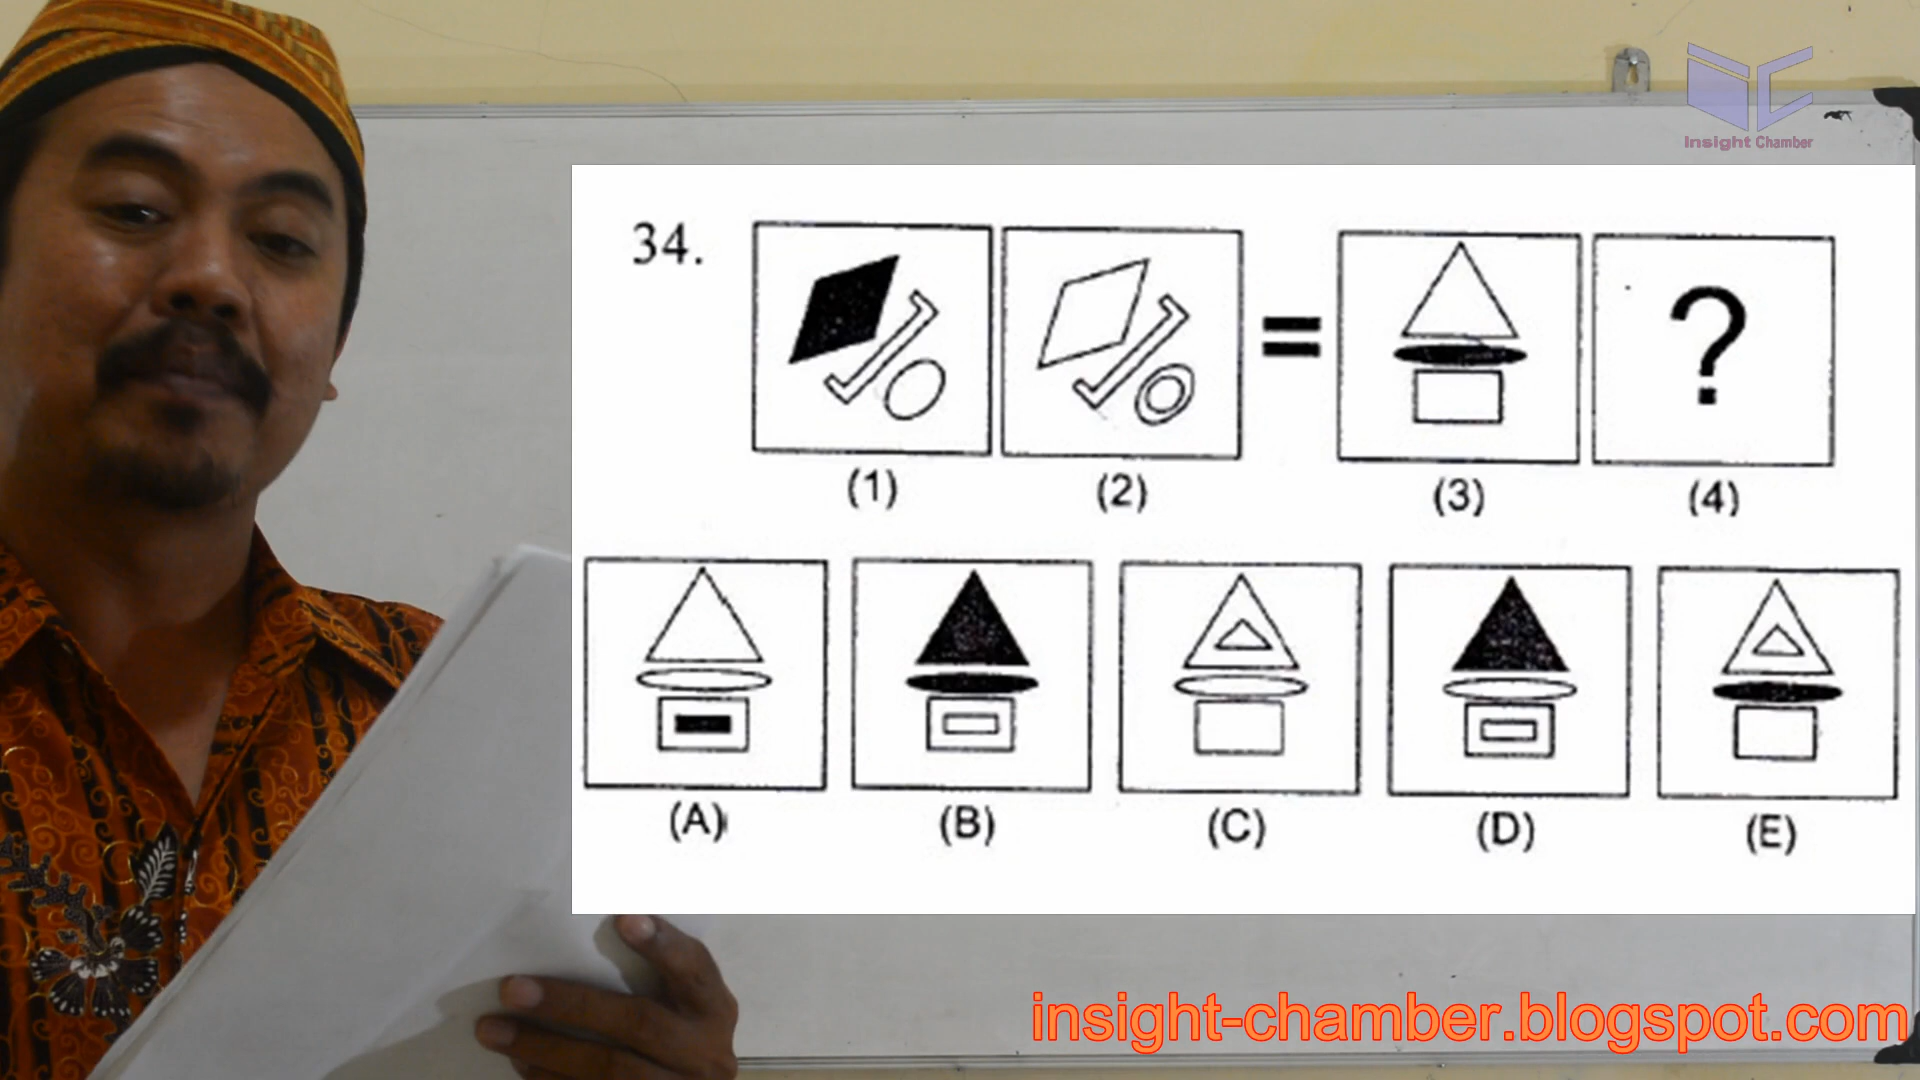 Insight Chamber
34.
=
?
(1)
(2)
(3)
(4)
(A)
(B)
(C)
(D)
(E)
insight-chamber.blogspot.com